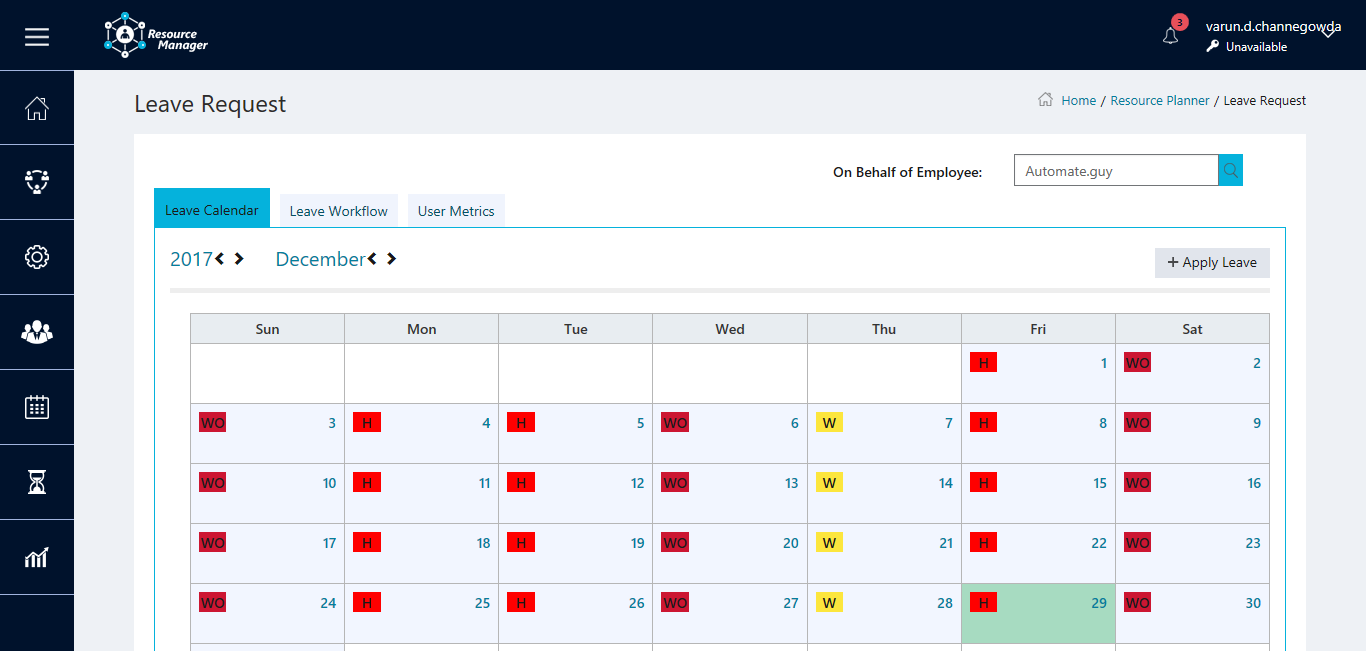 Resource
Manager
3
varun.d.channegowda
Unavailable
Leave Request
Home / Resource Planner / Leave Request
On Behalf of Employee: Automate.guy
Leave Calendar Leave Workflow User Metrics
2017 December
+ Apply Leave
Sun Mon Tue Wed Thu Fri Sat
H 1 WO 2
WO 3 H 4 H 5 WO 6 W 7 H 8 WO 9
WO 10 H 11 H 12 WO 13 W 14 H 15 WO 16
WO 17 H 18 H 19 WO 20 W 21 H 22 WO 23
WO 24 H 25 H 26 WO 27 W 28 H 29 WO 30